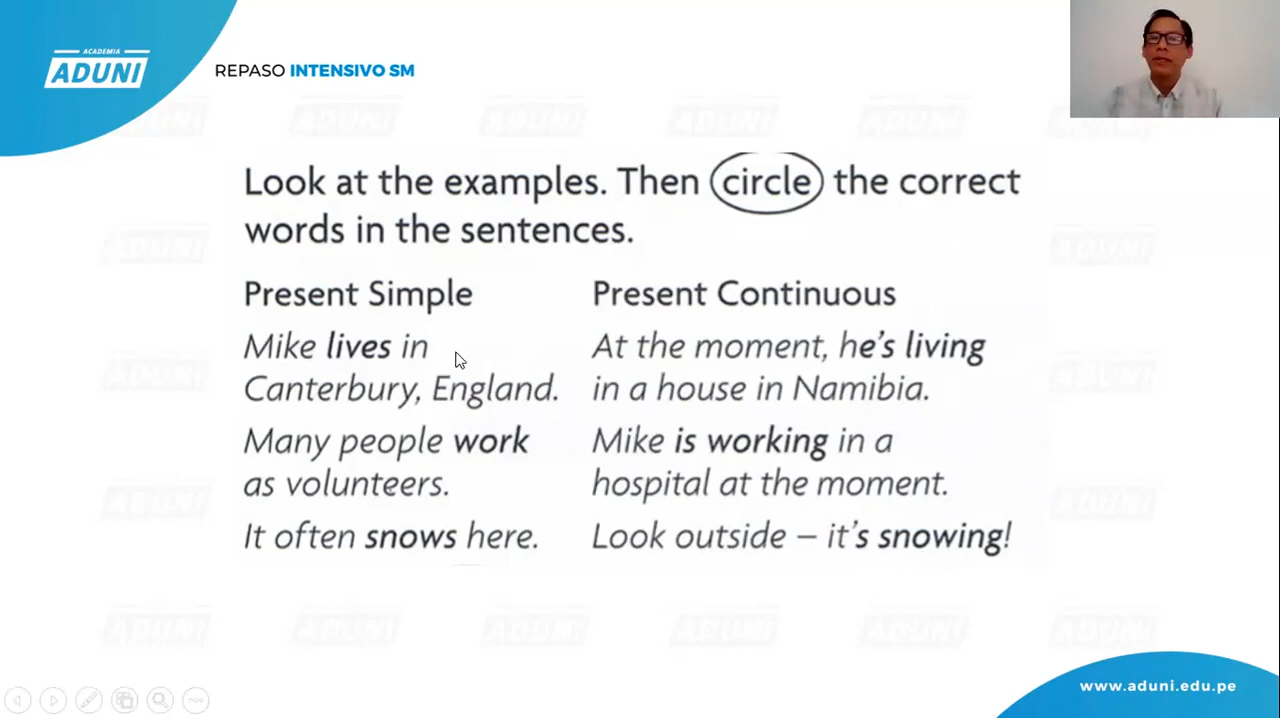 ACADEMIA
ADUNI
REPASO INTENSIVO SM
Look at the examples. Then circle the correct
words in the sentences.
Present Simple
Mike lives in
Canterbury, England.
Many people work
as volunteers.
It often snows here.
Present Continuous
At the moment, he's living
in a house in Namibia.
Mike is working in a
hospital at the moment.
Look outside – it's snowing!
www.aduni.edu.pe